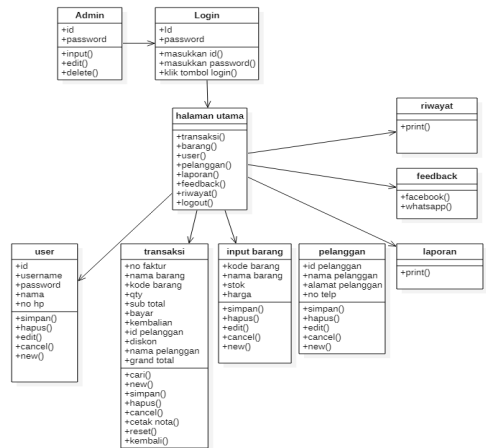 Admin
+id
+password
+input()
+edit()
+delete()
Login
+Id
+password
+masukkan id()
+masukkan password()
+klik tombol login()
halaman utama
+transaksi()
+barang()
+user()
+pelanggan()
+laporan()
+feedback()
+riwayat()
+logout()
riwayat
+print()
feedback
+facebook()
+whatsapp()
laporan
+print()
user
+id
+username
+password
+nama
+no hp
+simpan()
+hapus()
+edit()
+cancel()
+new()
transaksi
+no faktur
+nama barang
+kode barang
+qty
+sub total
+bayar
+kembalian
+id pelanggan
+diskon
+nama pelanggan
+grand total
+cari()
+new()
+simpan()
+hapus()
+cancel()
+cetak nota()
+reset()
+kembali()
input barang
+kode barang
+nama barang
+stok
+harga
+simpan()
+hapus()
+edit()
+cancel()
+new()
pelanggan
+id pelanggan
+nama pelanggan
+alamat pelanggan
+no telp
+simpan()
+hapus()
+edit()
+cancel()
+new()